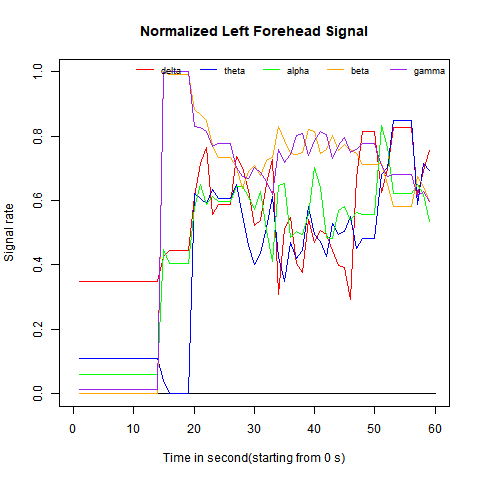 Normalized Left Forehead Signal
delta theta alpha beta gamma
1.0
0.8
0.6
0.4
0.2
0.0
Signal rate
0 10 20 30 40 50 60
Time in second(starting from 0 s)